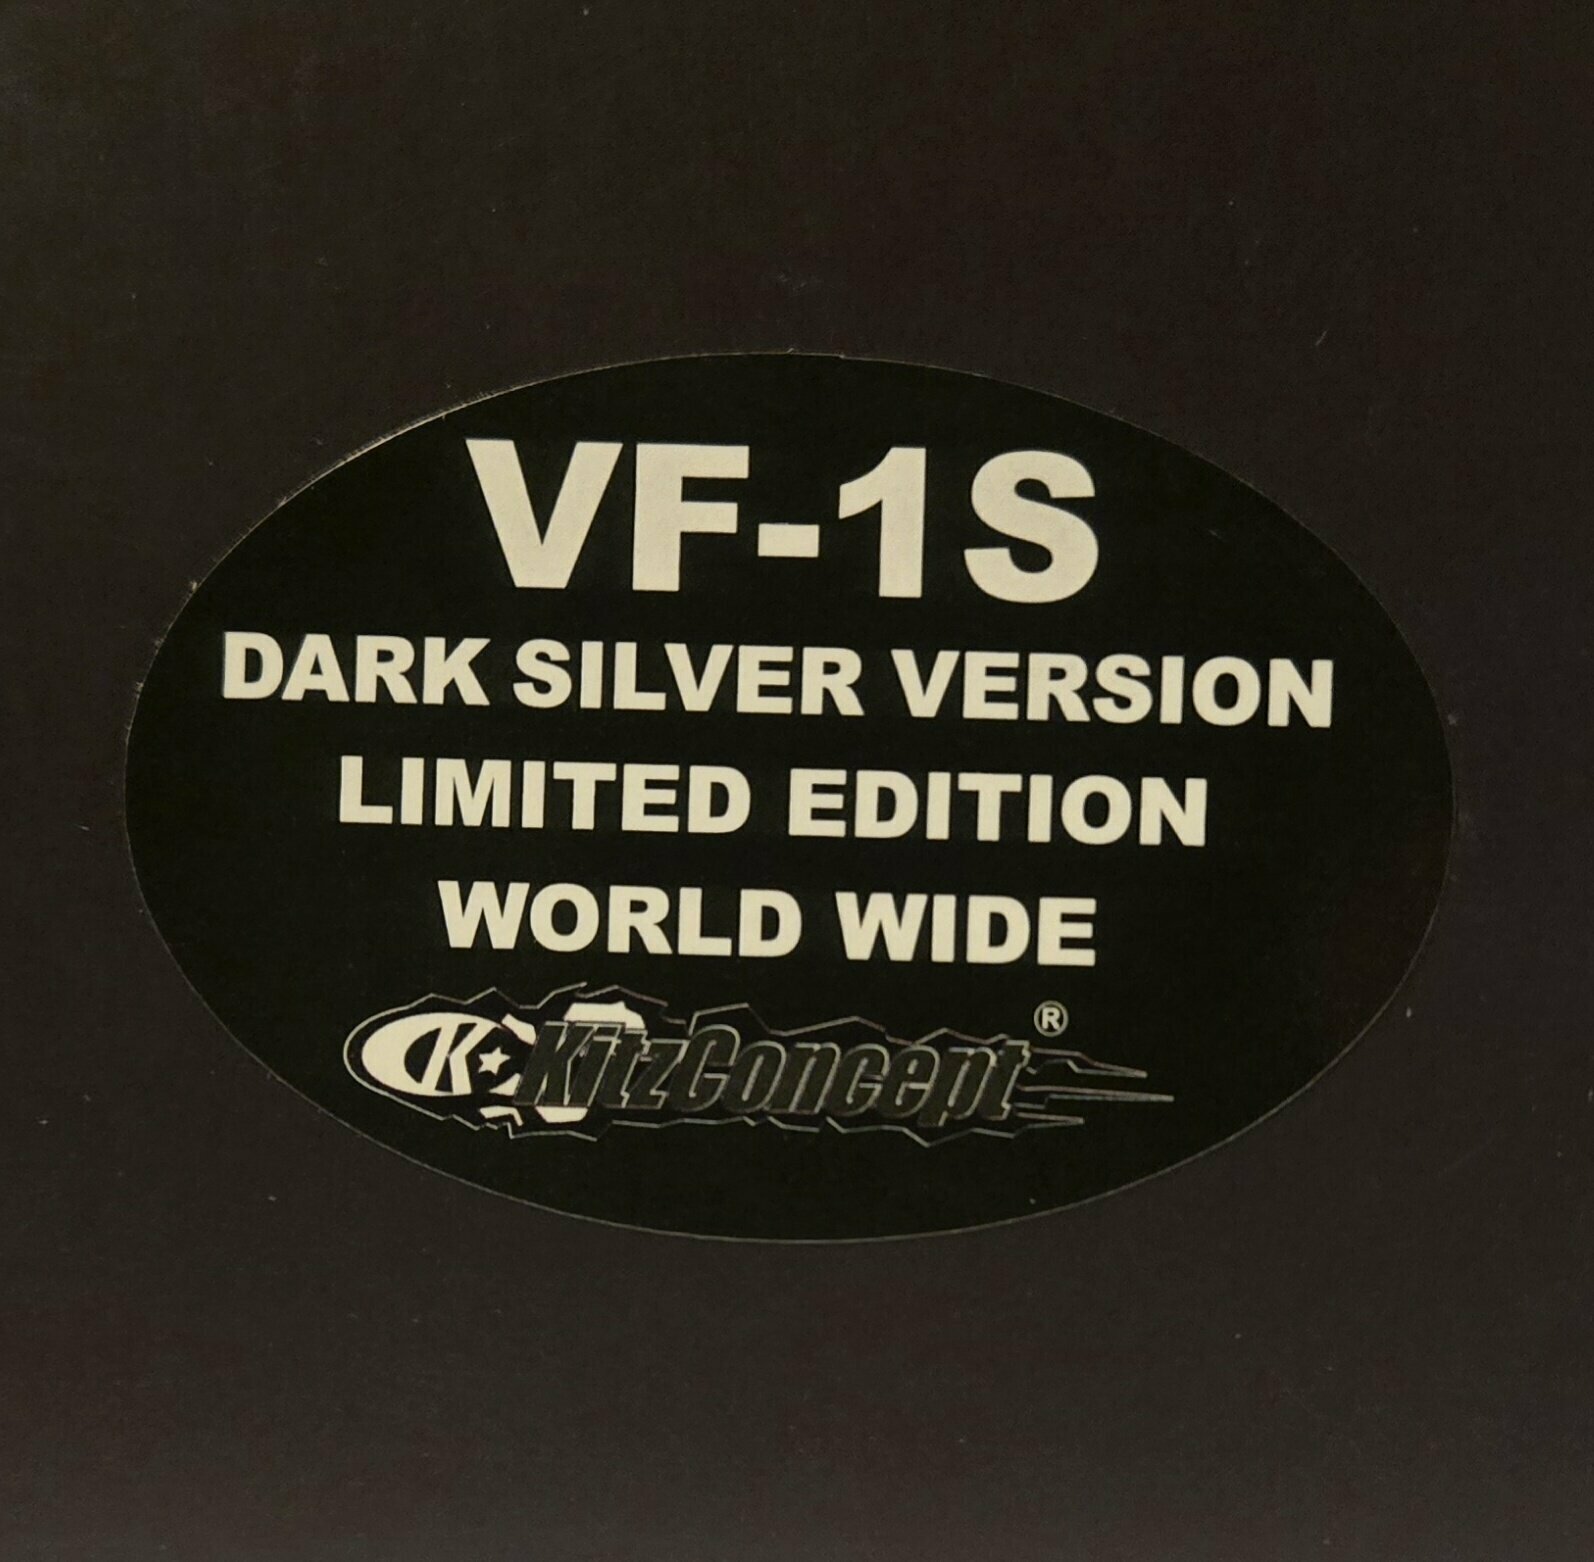 VF-1S
DARK SILVER VERSION
LIMITED EDITION
WORLD WIDE
K KitzConcept ®